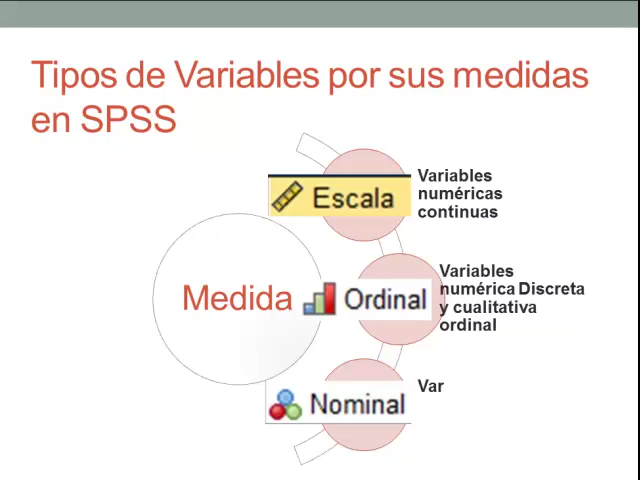 Tipos de Variables por sus medidas
en SPSS
Escala
Variables
numéricas
continuas
Medida
Ordinal
Variables
numérica Discreta
y cualitativa
ordinal
Nominal
Var